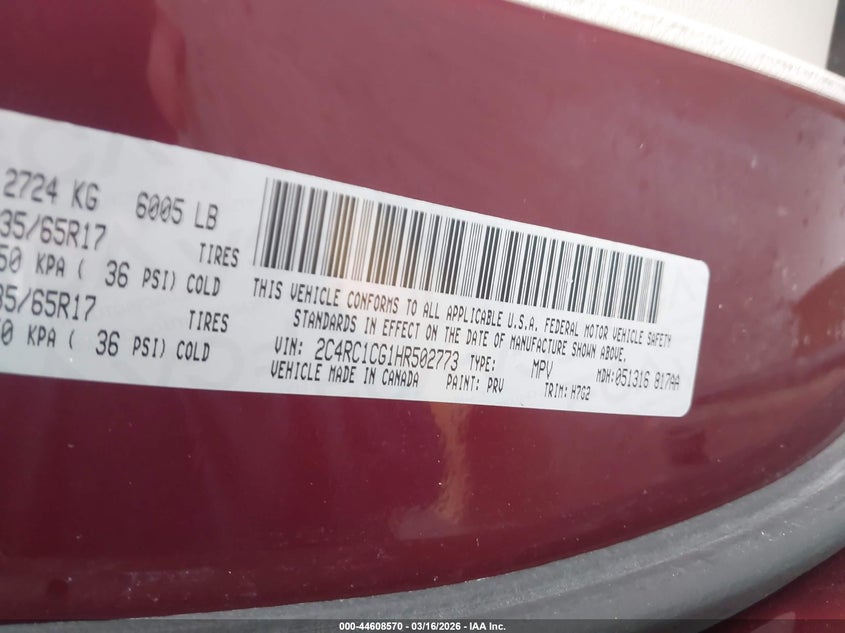 2724 KG 6005 LB
35/65R17 TIRES
50 KPA ( 36 PSI) COLD
35/65R17 TIRES
0 KPA ( 36 PSI) COLD
THIS VEHICLE CONFORMS TO ALL APPLICABLE U.S.A. FEDERAL MOTOR VEHICLE SAFETY
STANDARDS IN EFFECT ON THE DATE OF MANUFACTURE SHOWN ABOVE.
VIN: 2C4RC1CG1HR502773 TYPE: MPV MDH:051316 817AA
VEHICLE MADE IN CANADA PAINT: PRV TRIM: H7G2
000-44608570 — 03/16/2026 — IAA Inc.